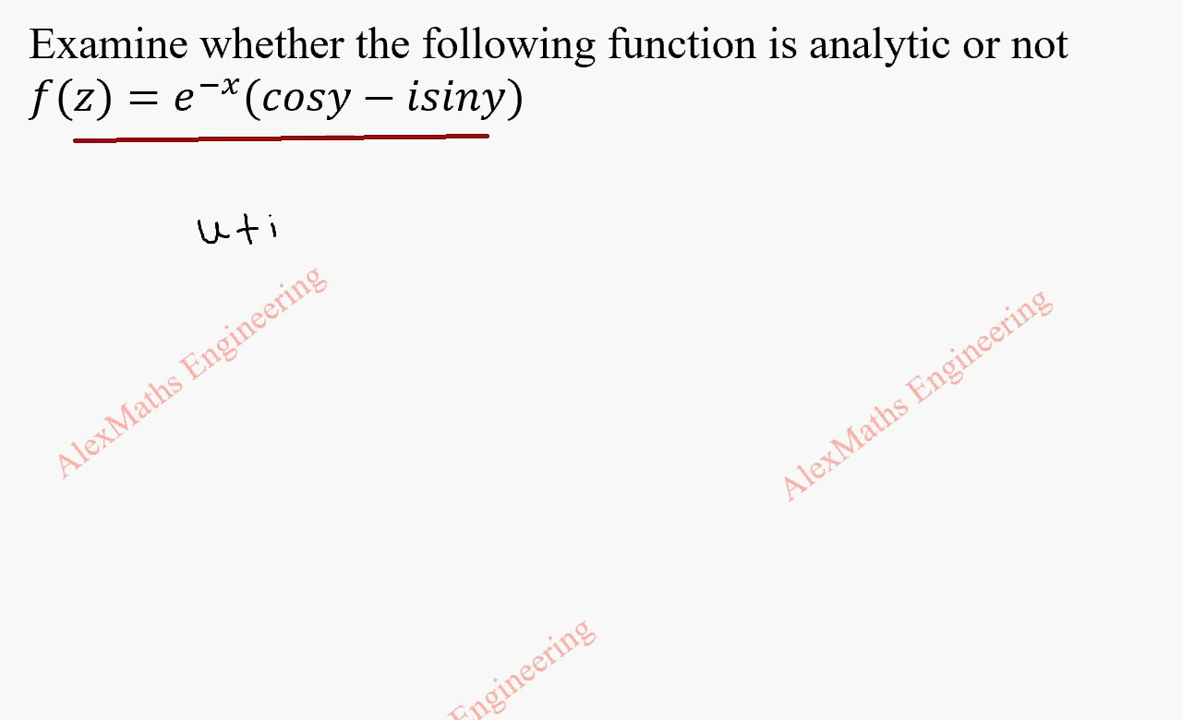 Examine whether the following function is analytic or not
f(z) = e^{-x}(cosy − isiny)
u+i
AlexMaths Engineering
AlexMaths Engineering
Engineering